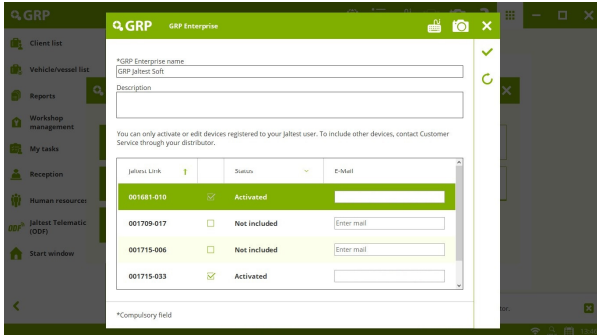 GRP
GRP
GRP Enterprise
Client list
Vehicle/vessel list
Reports
Workshop
management
My tasks
Reception
Human resources
Jaltest Telematic
(ODF)
Start window
*GRP Enterprise name
GRP Jaltest Soft
Description
You can only activate or edit devices registered to your Jaltest user. To include other devices, contact Customer
Service through your distributor.
Jaltest Link
Status
E-Mail
001681-010
Activated
001709-017
Not included
Enter mail
001715-006
Not included
Enter mail
001715-033
Activated
*Compulsory field
tor.